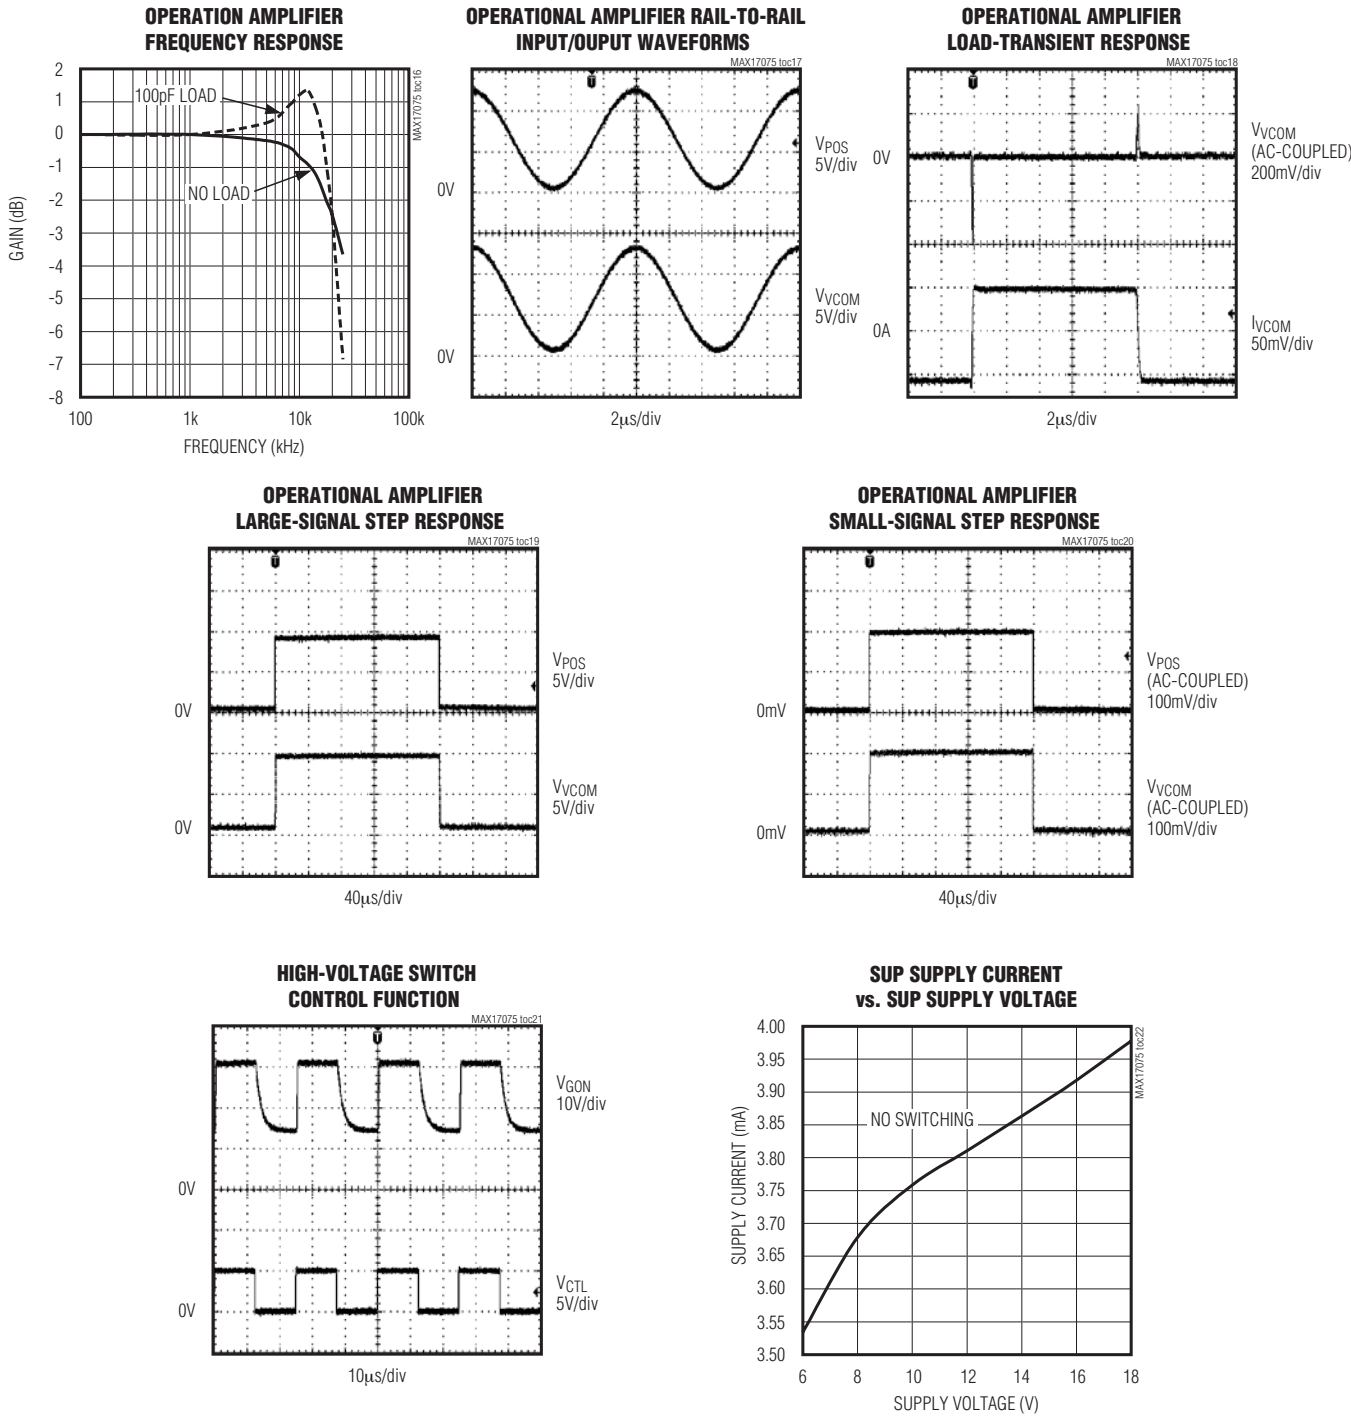 OPERATION AMPLIFIER
FREQUENCY RESPONSE
MAX17075 toc16
2
1
0
-1
-2
-3
-4
-5
-6
-7
-8
GAIN (dB)
100pF LOAD
NO LOAD
100
1k
10k
100k
FREQUENCY (kHz)
OPERATIONAL AMPLIFIER RAIL-TO-RAIL
INPUT/OUPUT WAVEFORMS
MAX17075 toc17
T
0V
0V
VPOS
5V/div
VVCOM
5V/div
2μs/div
OPERATIONAL AMPLIFIER
LOAD-TRANSIENT RESPONSE
MAX17075 toc18
T
0V
0A
VVCOM
(AC-COUPLED)
200mV/div
IVCOM
50mV/div
2μs/div
OPERATIONAL AMPLIFIER
LARGE-SIGNAL STEP RESPONSE
MAX17075 toc19
T
0V
0V
VPOS
5V/div
VVCOM
5V/div
40μs/div
OPERATIONAL AMPLIFIER
SMALL-SIGNAL STEP RESPONSE
MAX17075 toc20
T
0mV
0mV
VPOS
(AC-COUPLED)
100mV/div
VVCOM
(AC-COUPLED)
100mV/div
40μs/div
HIGH-VOLTAGE SWITCH
CONTROL FUNCTION
MAX17075 toc21
T
0V
0V
VGON
10V/div
VCTL
5V/div
10μs/div
SUP SUPPLY CURRENT
vs. SUP SUPPLY VOLTAGE
MAX17075 toc22
4.00
3.95
3.90
3.85
3.80
3.75
3.70
3.65
3.60
3.55
3.50
SUPPLY CURRENT (mA)
NO SWITCHING
6
8
10
12
14
16
18
SUPPLY VOLTAGE (V)